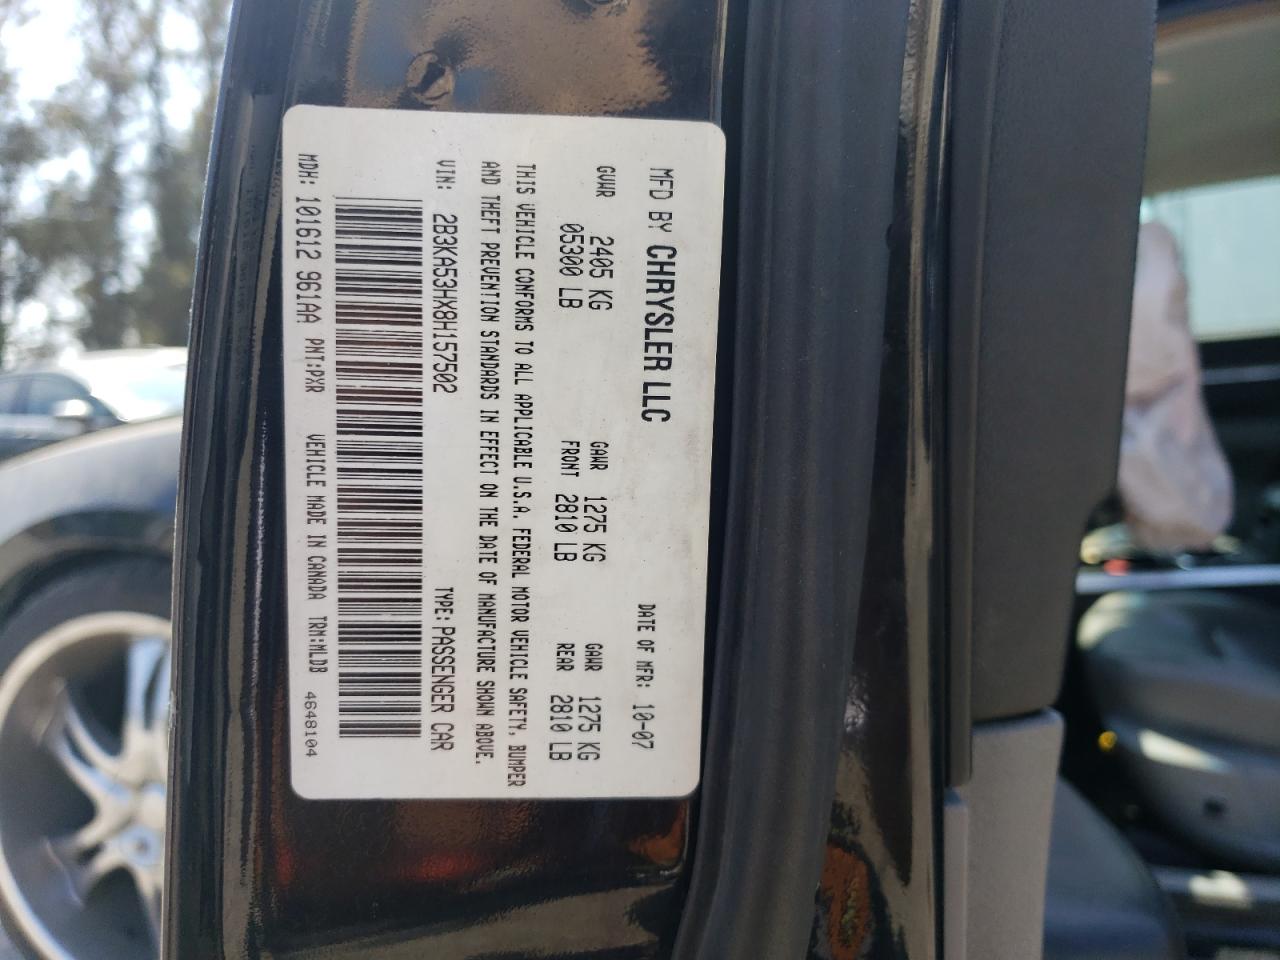 MFD BY CHRYSLER LLC DATE OF MFR: 10-07
GVWR 2405 KG GAWR 1275 KG GAWR 1275 KG
05300 LB FRONT 2810 LB REAR 2810 LB
THIS VEHICLE CONFORMS TO ALL APPLICABLE U.S.A. FEDERAL MOTOR VEHICLE SAFETY, BUMPER
AND THEFT PREVENTION STANDARDS IN EFFECT ON THE DATE OF MANUFACTURE SHOWN ABOVE.
VIN: 2B3KA53HX8H157502 TYPE: PASSENGER CAR
MDH: 101612 961AA PNT:PXR VEHICLE MADE IN CANADA TRM:MLDB 4648104